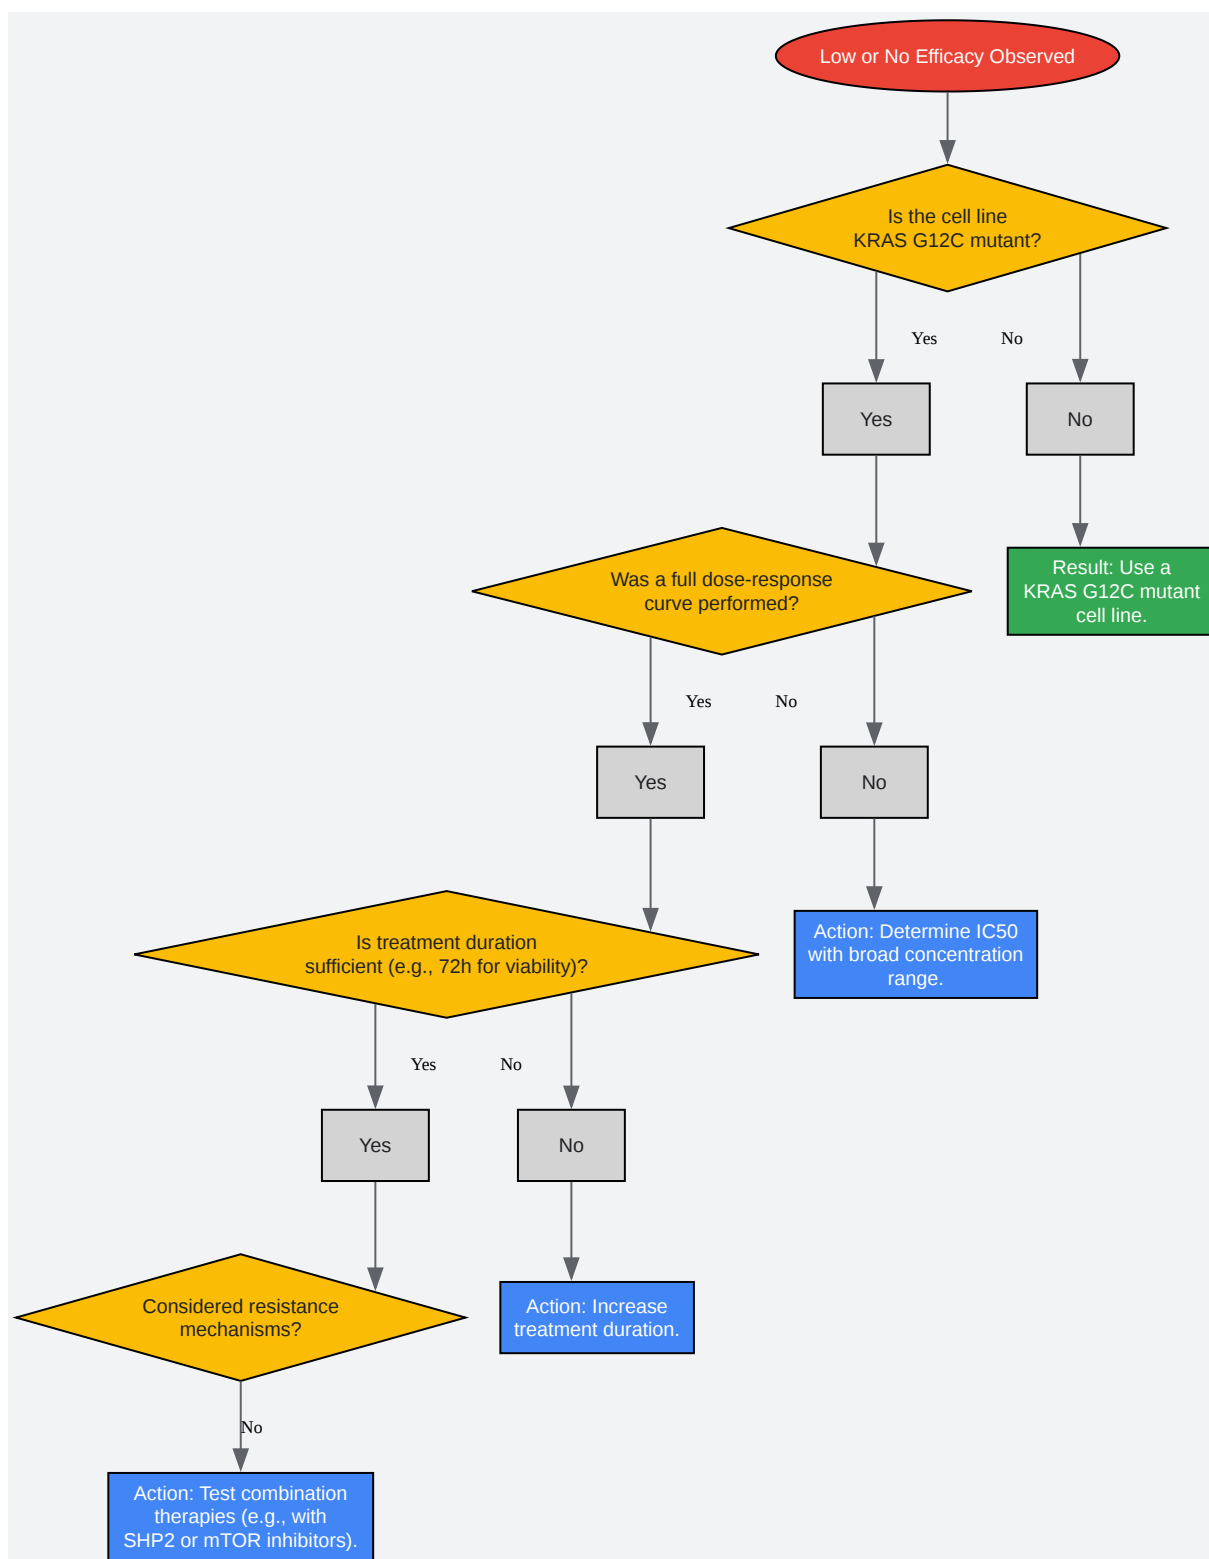 Low or No Efficacy Observed
Is the cell line
KRAS G12C mutant?
Yes
No
Yes
No
Was a full dose-response
curve performed?
Result: Use a
KRAS G12C mutant
cell line.
Yes
No
Yes
No
Is treatment duration
sufficient (e.g., 72h for viability)?
Action: Determine IC50
with broad concentration
range.
Yes
No
Yes
No
Considered resistance
mechanisms?
Action: Increase
treatment duration.
No
Action: Test combination
therapies (e.g., with
SHP2 or mTOR inhibitors).